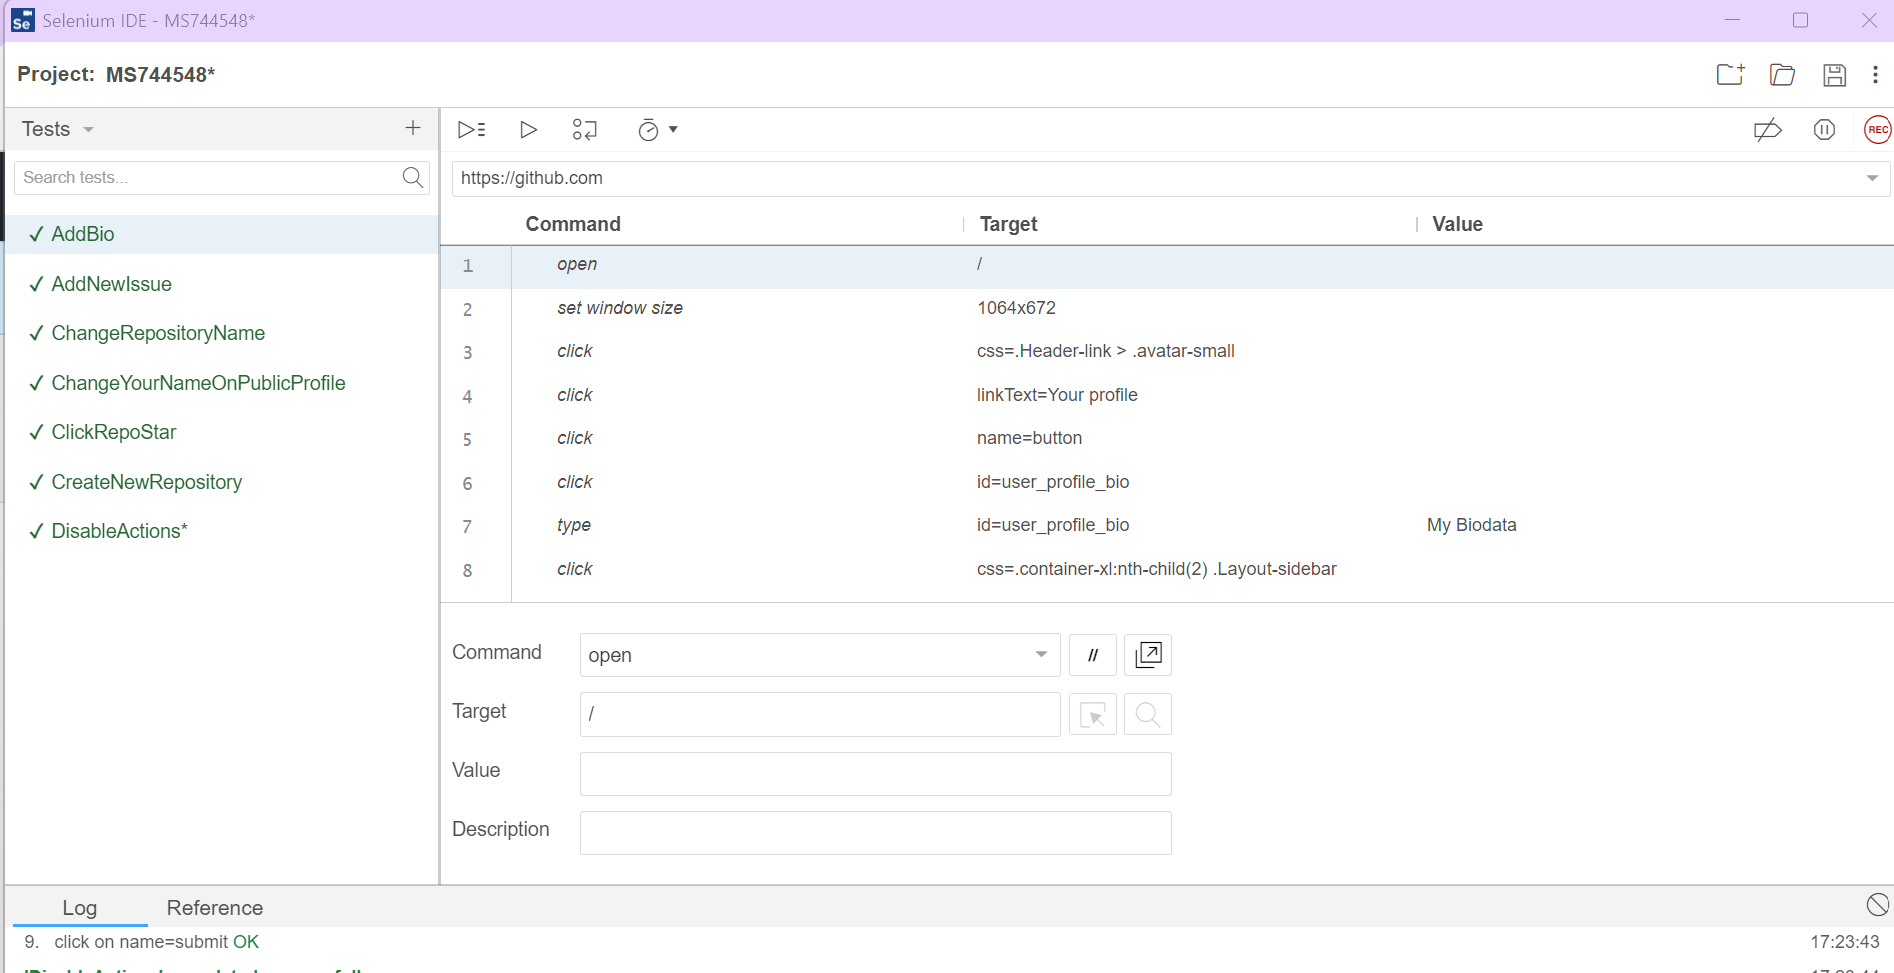 Selenium IDE - MS744548*
Project: MS744548*
Tests
Search tests...
AddBio
AddNewIssue
ChangeRepositoryName
ChangeYourNameOnPublicProfile
ClickRepoStar
CreateNewRepository
DisableActions*
REC
https://github.com
Command Target Value
1 open /
2 set window size 1064x672
3 click css=.Header-link > .avatar-small
4 click linkText=Your profile
5 click name=button
6 click id=user_profile_bio
7 type id=user_profile_bio My Biodata
8 click css=.container-xl:nth-child(2) .Layout-sidebar
Command open //
Target /
Value
Description
Log Reference
9. click on name=submit OK 17:23:43